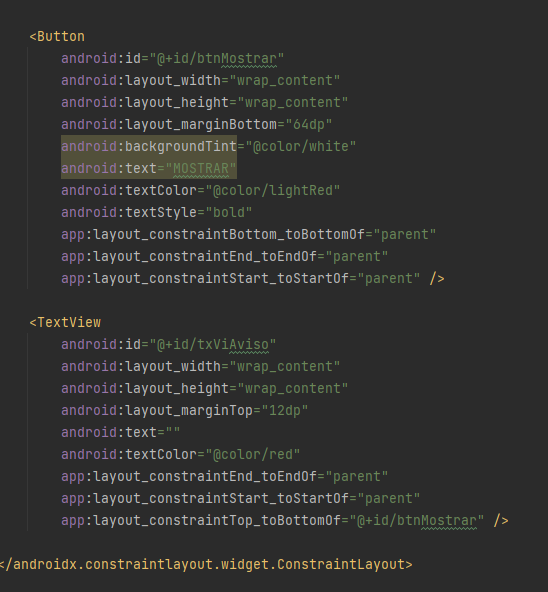 <Button
android:id="@+id/btnMostrar"
android:layout_width="wrap_content"
android:layout_height="wrap_content"
android:layout_marginBottom="64dp"
android:backgroundTint="@color/white"
android:text="MOSTRAR"
android:textColor="@color/lightRed"
android:textStyle="bold"
app:layout_constraintBottom_toBottomOf="parent"
app:layout_constraintEnd_toEndOf="parent"
app:layout_constraintStart_toStartOf="parent" />
<TextView
android:id="@+id/txViAviso"
android:layout_width="wrap_content"
android:layout_height="wrap_content"
android:layout_marginTop="12dp"
android:text=""
android:textColor="@color/red"
app:layout_constraintEnd_toEndOf="parent"
app:layout_constraintStart_toStartOf="parent"
app:layout_constraintTop_toBottomOf="@+id/btnMostrar" />
</androidx.constraintlayout.widget.ConstraintLayout>